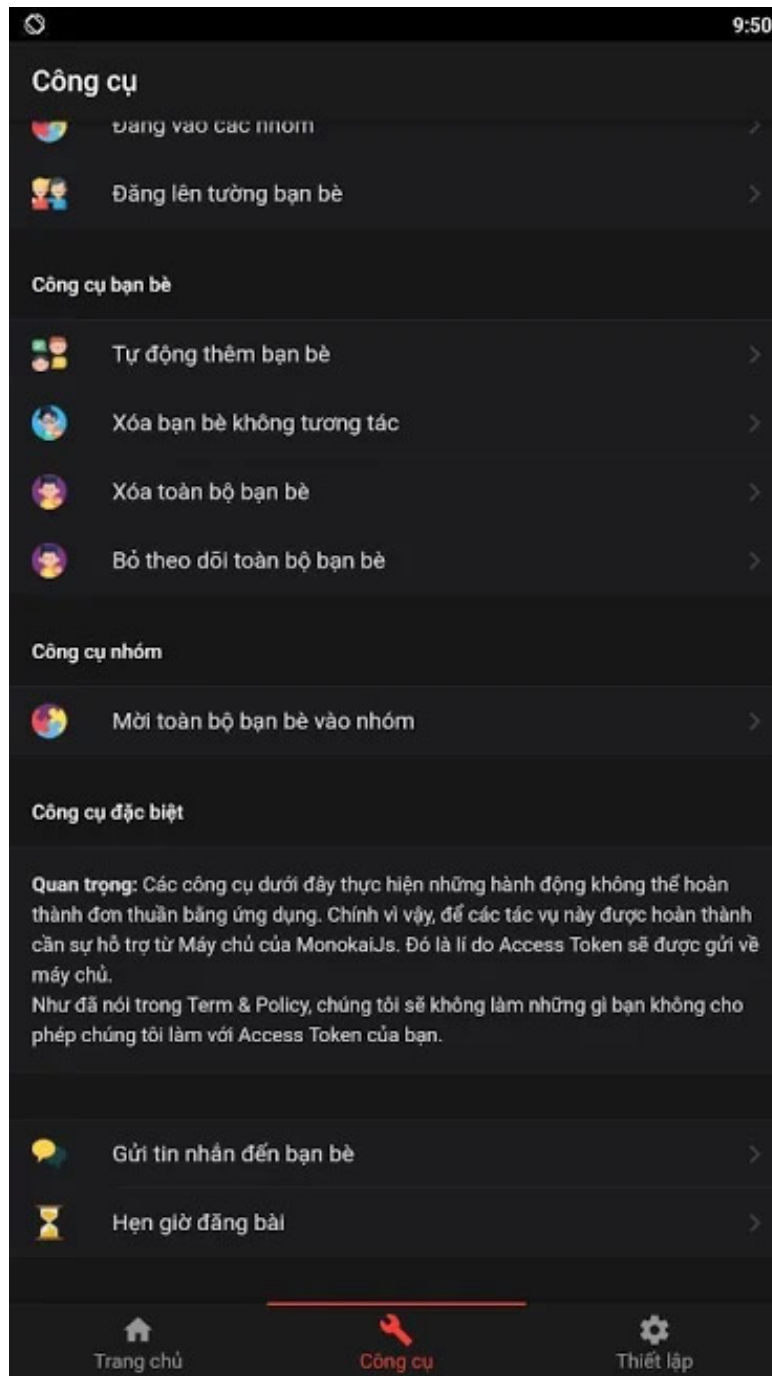 9:50
Công cụ
Đăng vào các nhóm
Đăng lên tường bạn bè
Công cụ bạn bè
Tự động thêm bạn bè
Xóa bạn bè không tương tác
Xóa toàn bộ bạn bè
Bỏ theo dõi toàn bộ bạn bè
Công cụ nhóm
Mời toàn bộ bạn bè vào nhóm
Công cụ đặc biệt
Quan trọng: Các công cụ dưới đây thực hiện những hành động không thể hoàn
thành đơn thuần bằng ứng dụng. Chính vì vậy, để các tác vụ này được hoàn thành
cần sự hỗ trợ từ Máy chủ của MonokaiJs. Đó là lí do Access Token sẽ được gửi về
máy chủ.
Như đã nói trong Term & Policy, chúng tôi sẽ không làm những gì bạn không cho
phép chúng tôi làm với Access Token của bạn.
Gửi tin nhắn đến bạn bè
Hẹn giờ đăng bài
Trang chủ
Công cụ
Thiết lập